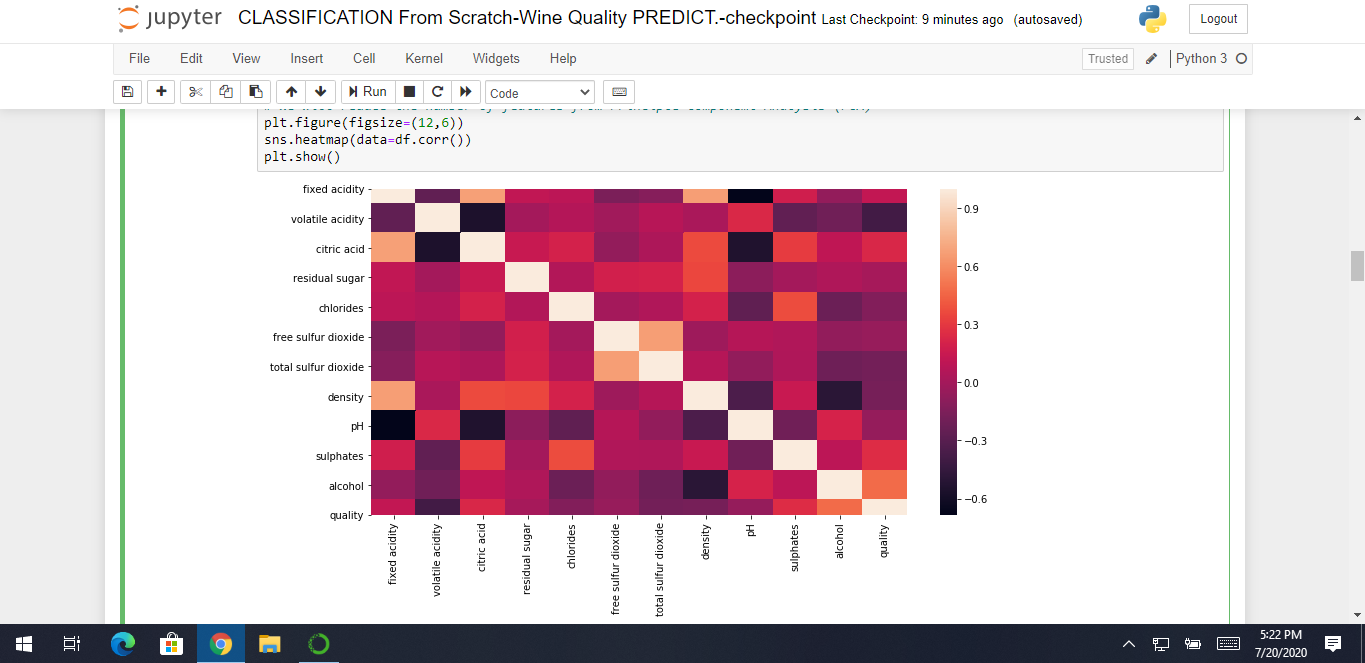 jupyter CLASSIFICATION From Scratch-Wine Quality PREDICT.-checkpoint Last Checkpoint: 9 minutes ago (autosaved) Logout
File Edit View Insert Cell Kernel Widgets Help Trusted Python 3
Run Code
plt.figure(figsize=(12,6))
sns.heatmap(data=df.corr())
plt.show()
fixed acidity
volatile acidity
citric acid
residual sugar
chlorides
free sulfur dioxide
total sulfur dioxide
density
pH
sulphates
alcohol
quality
fixed acidity
volatile acidity
citric acid
residual sugar
chlorides
free sulfur dioxide
total sulfur dioxide
density
pH
sulphates
alcohol
quality
0.9
0.6
0.3
0.0
−0.3
−0.6
5:22 PM
7/20/2020